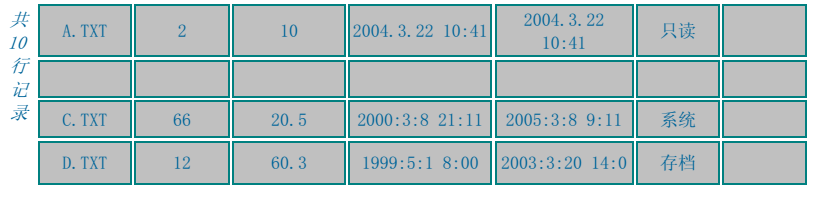 共
10
行
记
录
A.TXT 2 10 2004.3.22 10:41 2004.3.22 10:41 只读
C.TXT 66 20.5 2000:3:8 21:11 2005:3:8 9:11 系统
D.TXT 12 60.3 1999:5:1 8:00 2003:3:20 14:0 存档